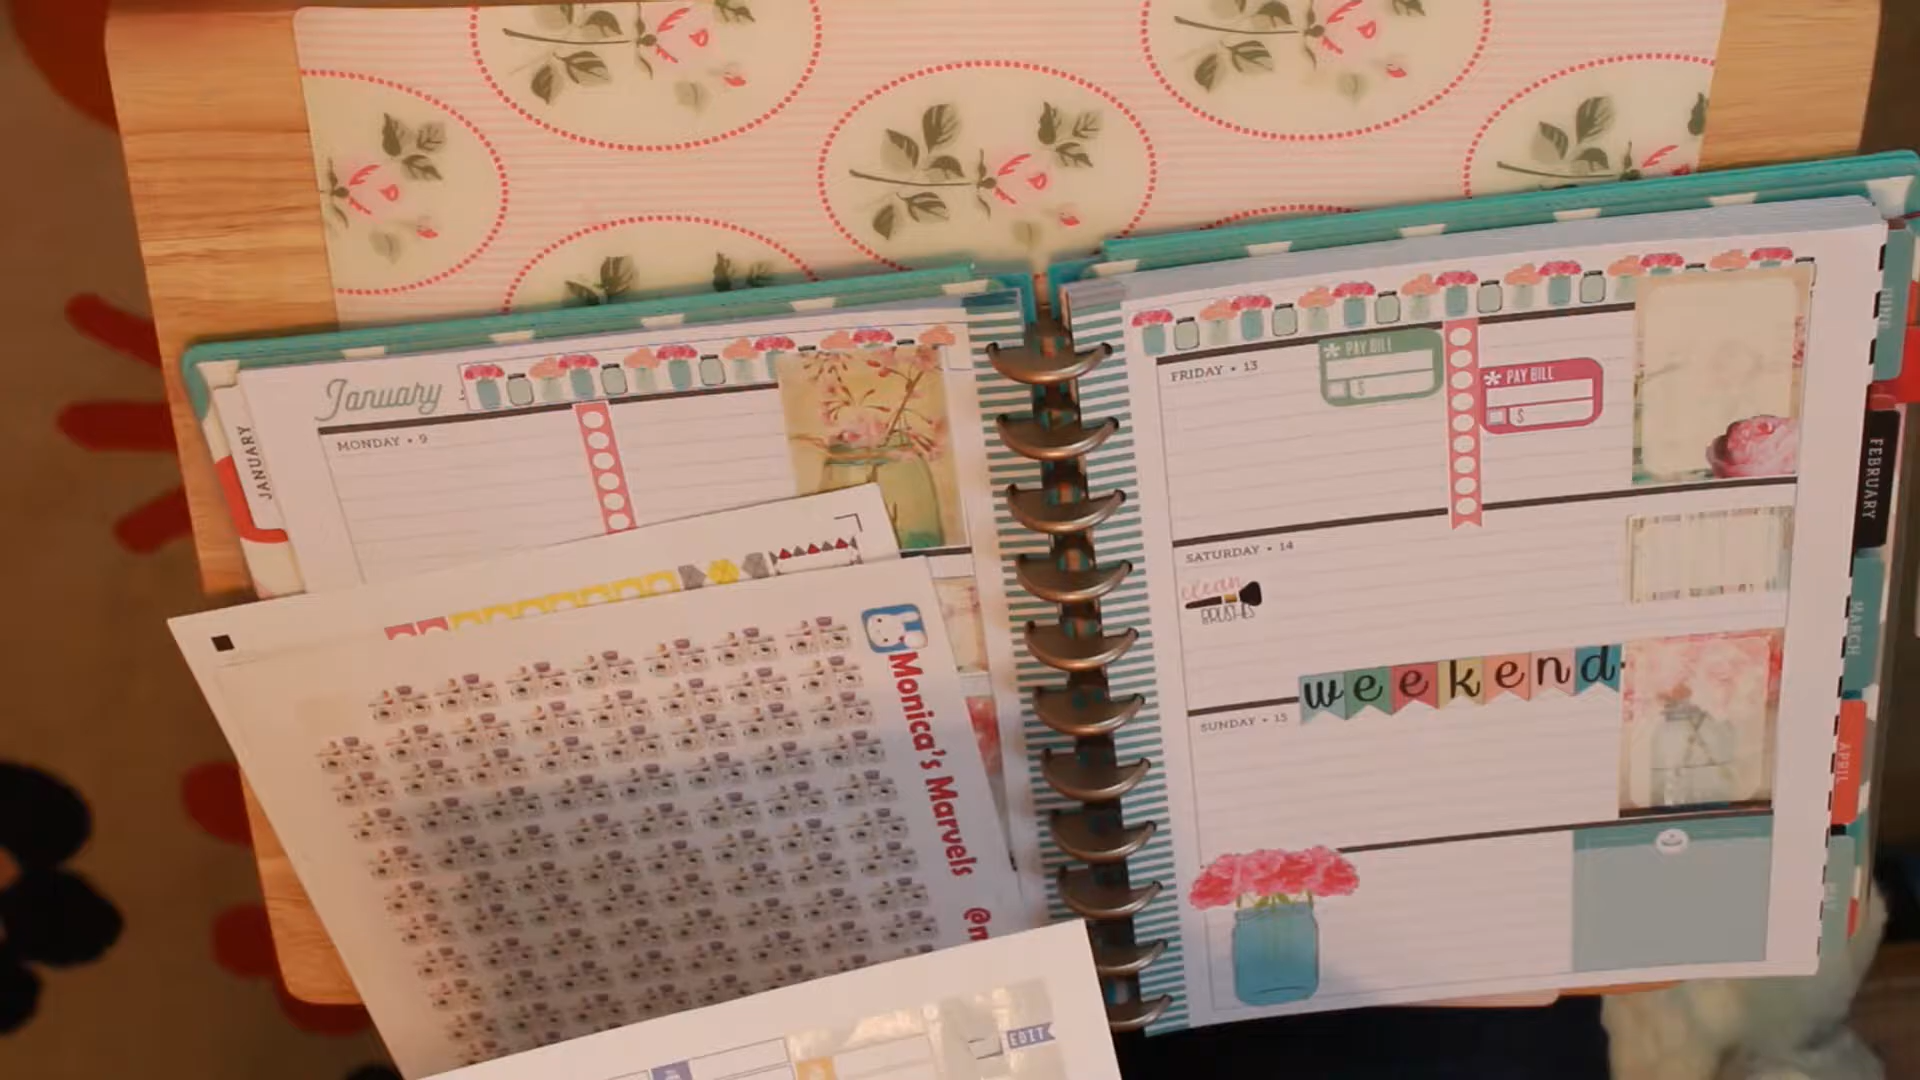 January
MONDAY • 9
JANUARY
Monica's Marvels
EDIT
FRIDAY • 13
PAY BILL
$
PAY BILL
$
SATURDAY • 14
clean
BRUSHES
weekend
SUNDAY • 15
JUNE
FEBRUARY
MARCH
APRIL